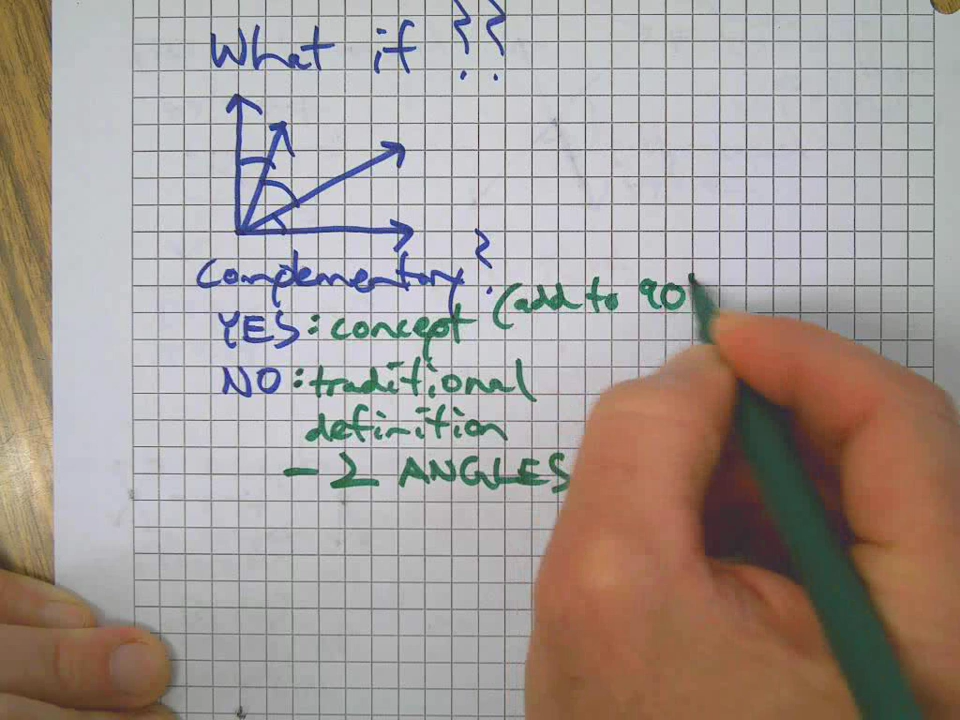 What if ??
complementary?
YES: concept (add to 90
NO: traditional
definition
- 2 ANGLES